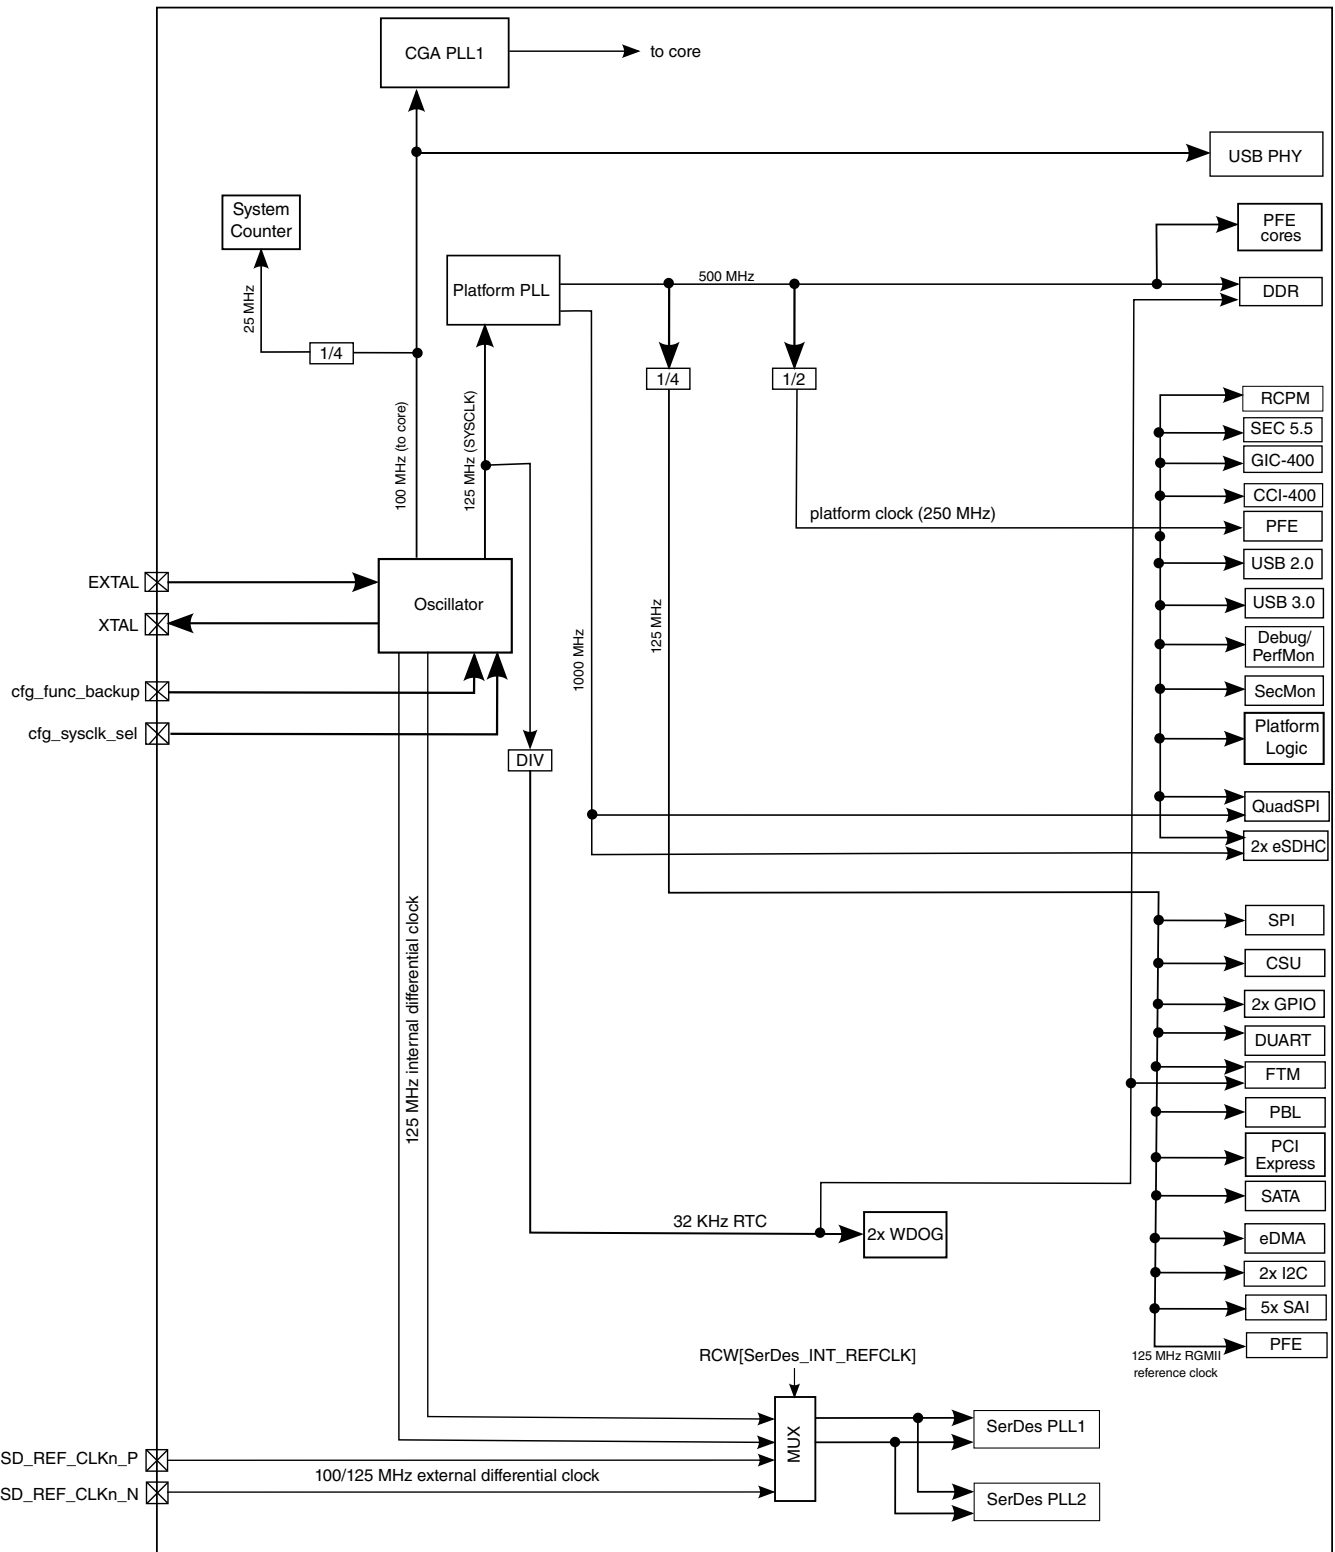 CGA PLL1
to core
USB PHY
System
Counter
PFE
cores
Platform PLL
500 MHz
DDR
25 MHz
1/4
1/4
1/2
100 MHz (to core)
125 MHz (SYSCLK)
RCPM
SEC 5.5
GIC-400
CCI-400
platform clock (250 MHz)
PFE
USB 2.0
EXTAL
Oscillator
XTAL
125 MHz
1000 MHz
USB 3.0
Debug/
PerfMon
cfg_func_backup
SecMon
cfg_sysclk_sel
Platform
Logic
DIV
QuadSPI
2x eSDHC
125 MHz internal differential clock
SPI
CSU
2x GPIO
DUART
FTM
PBL
PCI
Express
SATA
32 KHz RTC
2x WDOG
eDMA
2x I2C
5x SAI
PFE
125 MHz RGMII
reference clock
RCW[SerDes_INT_REFCLK]
MUX
SerDes PLL1
SD_REF_CLKn_P
100/125 MHz external differential clock
SD_REF_CLKn_N
SerDes PLL2